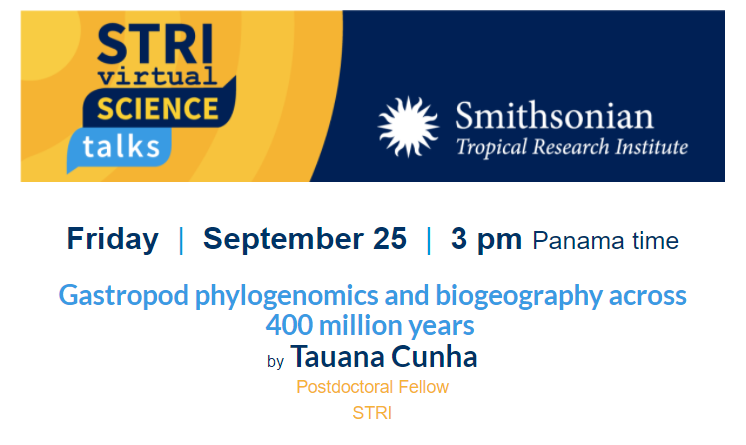 STRI
virtual
SCIENCE
talks
Smithsonian
Tropical Research Institute
Friday | September 25 | 3 pm Panama time
Gastropod phylogenomics and biogeography across
400 million years
by Tauana Cunha
Postdoctoral Fellow
STRI